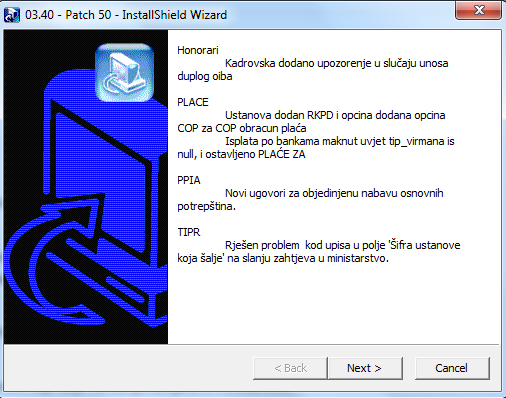 03.40 - Patch 50 - InstallShield Wizard
Honorari
Kadrovska dodano upozorenje u slučaju unosa
duplog oiba
PLACE
Ustanova dodan RKPD i opcina dodana opcina
COP za COP obracun plaća
Isplata po bankama maknut uvjet tip_virmana is
null, i ostavljeno PLAĆE ZA
PPIA
Novi ugovori za objedinjenu nabavu osnovnih
potrepština.
TIPR
Rješen problem  kod upisa u polje 'Šifra ustanove
koja šalje' na slanju zahtjeva u ministarstvo.
< Back
Next >
Cancel